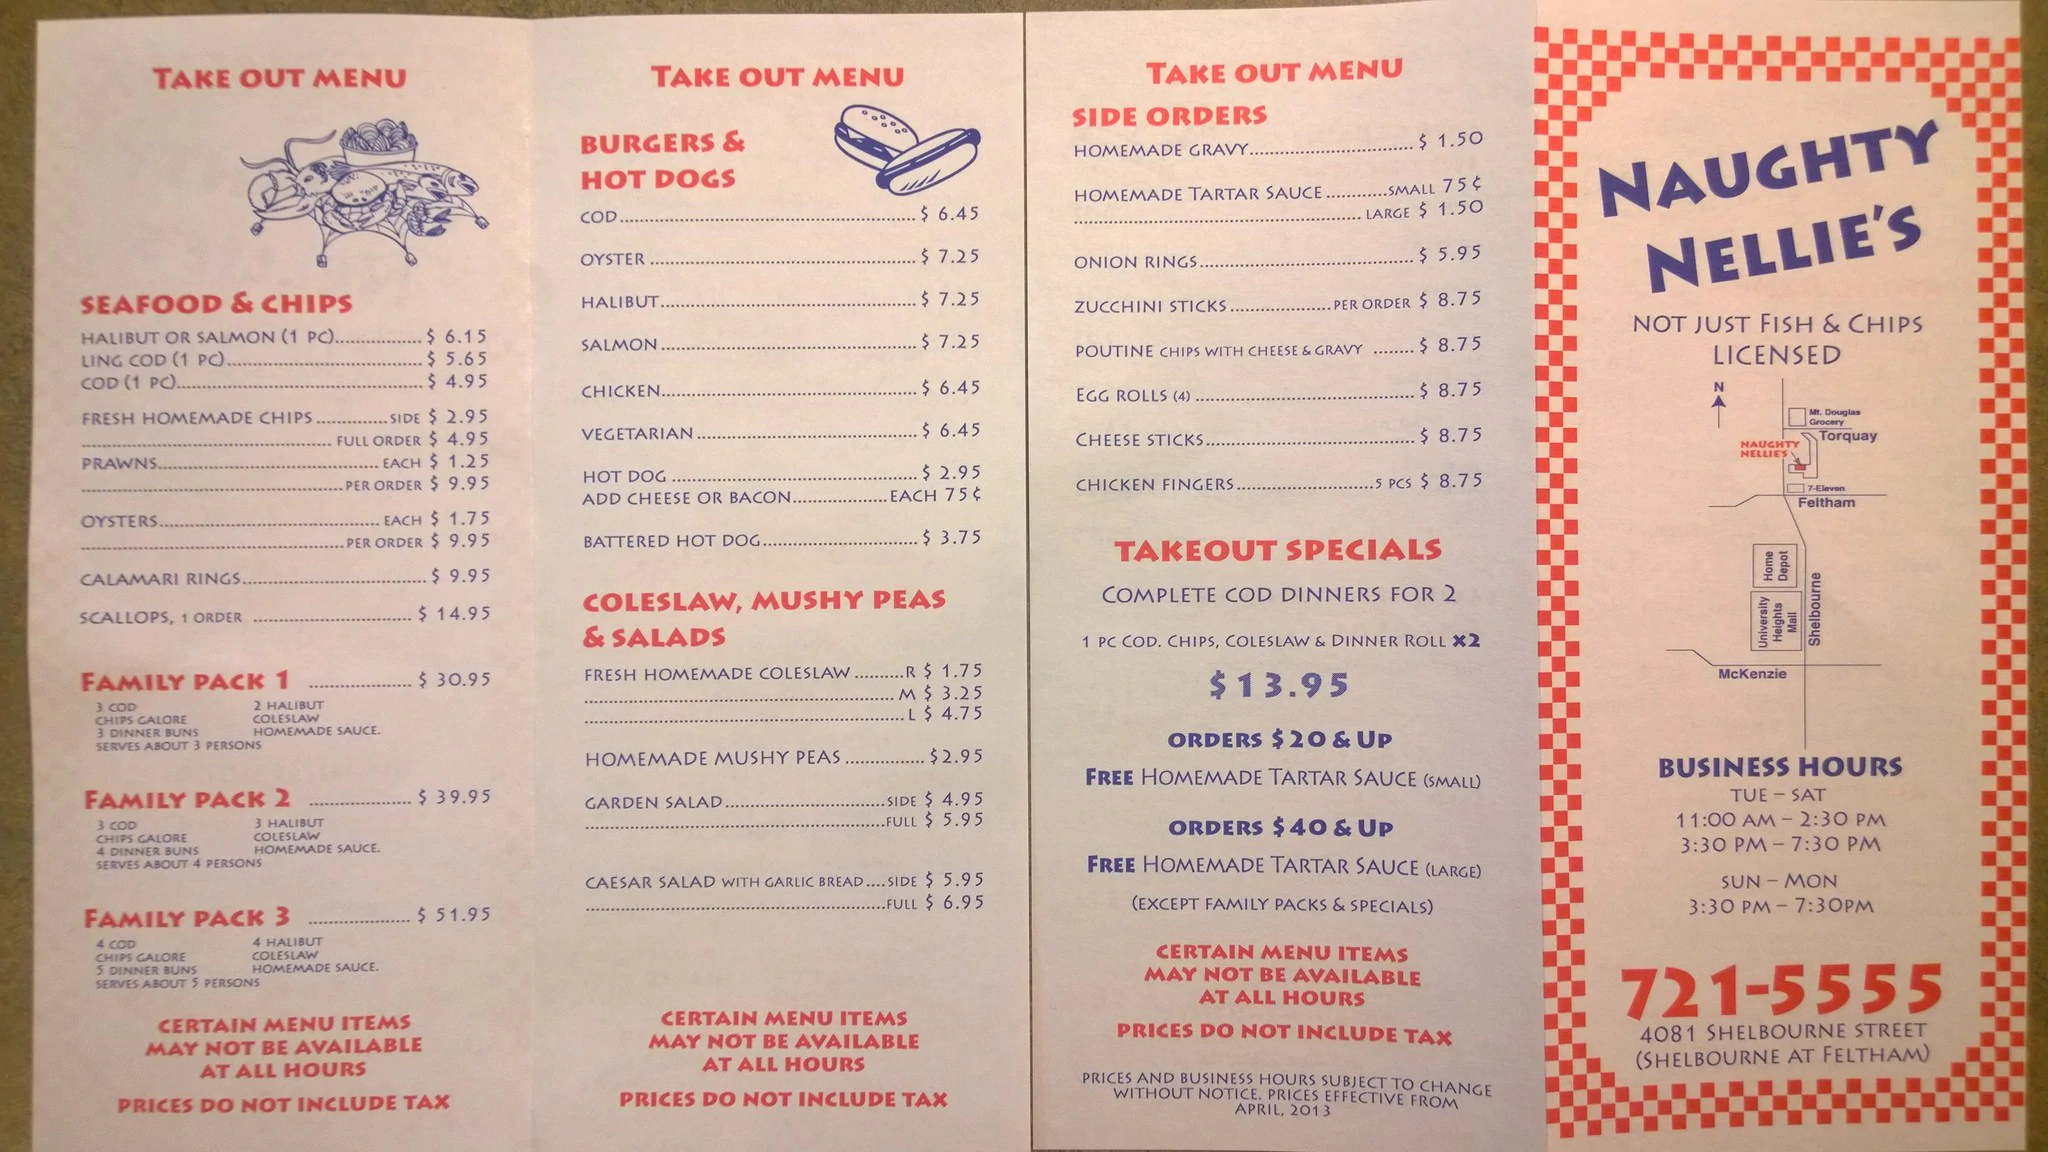 TAKE OUT MENU
SEAFOOD & CHIPS
HALIBUT OR SALMON (1 PC)................ $ 6.15
LING COD (1 PC)..................................... $ 5.65
COD (1 PC)............................................... $ 4.95
FRESH HOMEMADE CHIPS ..............SIDE $ 2.95
............................................... FULL ORDER $ 4.95
PRAWNS.......................................... EACH $ 1.25
.................................................PER ORDER $ 9.95
OYSTERS......................................... EACH $ 1.75
.................................................PER ORDER $ 9.95
CALAMARI RINGS................................... $ 9.95
SCALLOPS, 1 ORDER .............................. $ 14.95
FAMILY PACK 1 .................... $ 30.95
3 COD 2 HALIBUT
CHIPS GALORE COLESLAW
3 DINNER BUNS HOMEMADE SAUCE.
SERVES ABOUT 3 PERSONS
FAMILY PACK 2 .................... $ 39.95
3 COD 3 HALIBUT
CHIPS GALORE COLESLAW
4 DINNER BUNS HOMEMADE SAUCE.
SERVES ABOUT 4 PERSONS
FAMILY PACK 3 .................... $ 51.95
4 COD 4 HALIBUT
CHIPS GALORE COLESLAW
5 DINNER BUNS HOMEMADE SAUCE.
SERVES ABOUT 5 PERSONS
CERTAIN MENU ITEMS
MAY NOT BE AVAILABLE
AT ALL HOURS
PRICES DO NOT INCLUDE TAX
TAKE OUT MENU
BURGERS &
HOT DOGS
COD......................................................... $ 6.45
OYSTER .................................................. $ 7.25
HALIBUT................................................. $ 7.25
SALMON ................................................. $ 7.25
CHICKEN................................................. $ 6.45
VEGETARIAN .......................................... $ 6.45
HOT DOG ............................................... $ 2.95
ADD CHEESE OR BACON.................EACH 75¢
BATTERED HOT DOG............................. $ 3.75
COLESLAW, MUSHY PEAS
& SALADS
FRESH HOMEMADE COLESLAW .........R $ 1.75
............................................................ M $ 3.25
............................................................. L $ 4.75
HOMEMADE MUSHY PEAS ................ $2.95
GARDEN SALAD..............................SIDE $ 4.95
..........................................................FULL $ 5.95
CAESAR SALAD WITH GARLIC BREAD....SIDE $ 5.95
..........................................................FULL $ 6.95
CERTAIN MENU ITEMS
MAY NOT BE AVAILABLE
AT ALL HOURS
PRICES DO NOT INCLUDE TAX
TAKE OUT MENU
SIDE ORDERS
HOMEMADE GRAVY............................... $ 1.50
HOMEMADE TARTAR SAUCE ...........SMALL 75¢
....................................................... LARGE $ 1.50
ONION RINGS......................................... $ 5.95
ZUCCHINI STICKS ...................PER ORDER $ 8.75
POUTINE CHIPS WITH CHEESE & GRAVY ........ $ 8.75
EGG ROLLS (4) ......................................... $ 8.75
CHEESE STICKS........................................ $ 8.75
CHICKEN FINGERS...........................5 PCS $ 8.75
TAKEOUT SPECIALS
COMPLETE COD DINNERS FOR 2
1 PC COD. CHIPS, COLESLAW & DINNER ROLL X2
$13.95
ORDERS $20 & UP
FREE HOMEMADE TARTAR SAUCE (SMALL)
ORDERS $40 & UP
FREE HOMEMADE TARTAR SAUCE (LARGE)
(EXCEPT FAMILY PACKS & SPECIALS)
CERTAIN MENU ITEMS
MAY NOT BE AVAILABLE
AT ALL HOURS
PRICES DO NOT INCLUDE TAX
PRICES AND BUSINESS HOURS SUBJECT TO CHANGE
WITHOUT NOTICE. PRICES EFFECTIVE FROM
APRIL, 2013
NAUGHTY
NELLIE'S
NOT JUST FISH & CHIPS
LICENSED
N
Mt. Douglas
Grocery
Torquay
NAUGHTY
NELLIE'S
7-Eleven
Feltham
Home
Depot
University
Heights
Mall
Shelbourne
McKenzie
BUSINESS HOURS
TUE – SAT
11:00 AM – 2:30 PM
3:30 PM – 7:30 PM
SUN – MON
3:30 PM – 7:30PM
721-5555
4081 SHELBOURNE STREET
(SHELBOURNE AT FELTHAM)